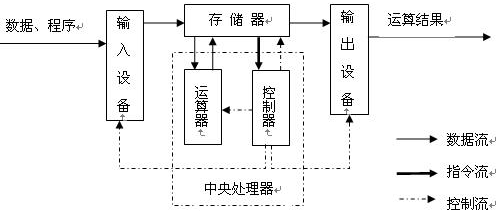 数据、程序
输入设备
存储器
输出设备
运算结果
运算器
控制器
中央处理器
数据流
指令流
控制流